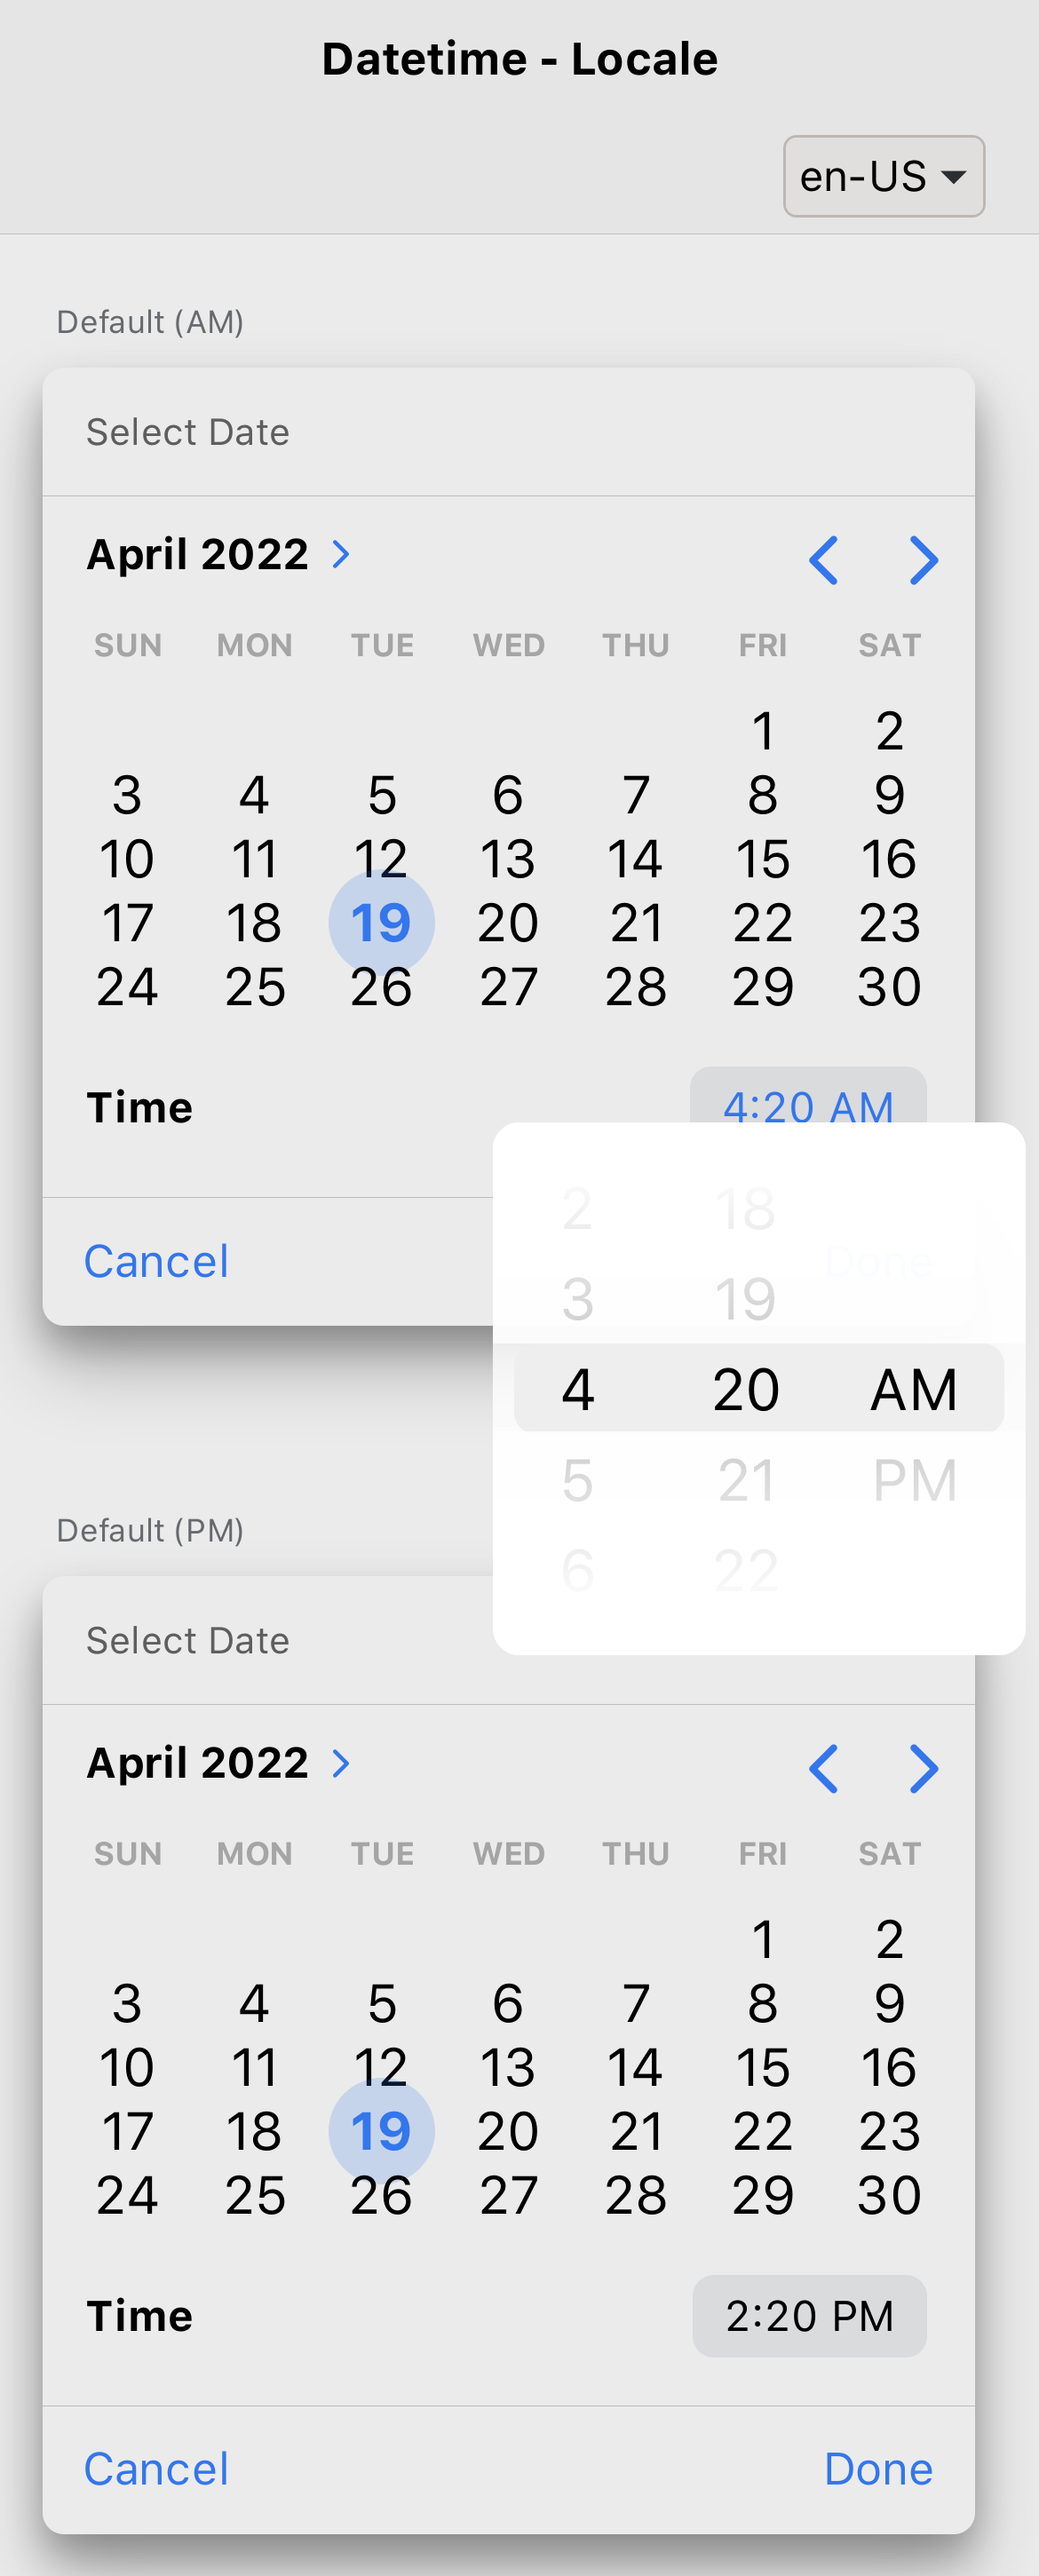 Datetime - Locale
en-US
Default (AM)
Select Date
April 2022
SUN MON TUE WED THU FRI SAT
1 2
3 4 5 6 7 8 9
10 11 12 13 14 15 16
17 18 19 20 21 22 23
24 25 26 27 28 29 30
Time 4:20 AM
2 18
Cancel Done
3 19
4 20 AM
5 21 PM
6 22
Default (PM)
Select Date
April 2022
SUN MON TUE WED THU FRI SAT
1 2
3 4 5 6 7 8 9
10 11 12 13 14 15 16
17 18 19 20 21 22 23
24 25 26 27 28 29 30
Time 2:20 PM
Cancel Done